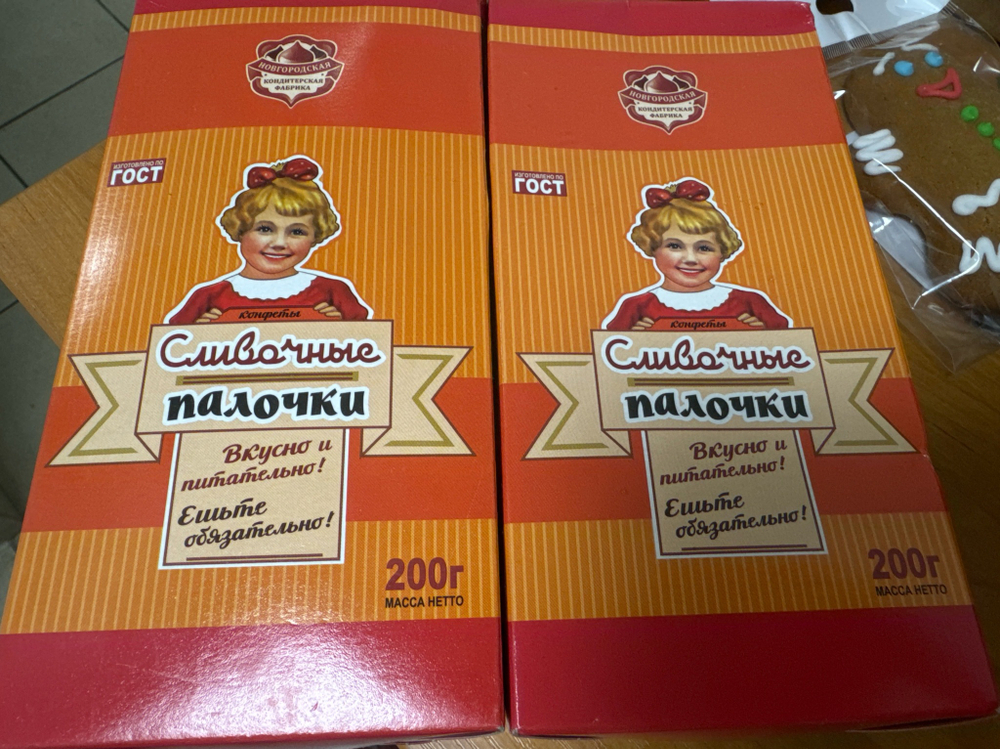 НОВГОРОДСКАЯ
КОНДИТЕРСКАЯ
ФАБРИКА
ИЗГОТОВЛЕНО ПО
ГОСТ
конфеты
Сливочные
палочки
Вкусно и
питательно!
Ешьте
обязательно!
200г
МАССА НЕТТО
НОВГОРОДСКАЯ
КОНДИТЕРСКАЯ
ФАБРИКА
ИЗГОТОВЛЕНО ПО
ГОСТ
конфеты
Сливочные
палочки
Вкусно и
питательно!
Ешьте
обязательно!
200г
МАССА НЕТТО